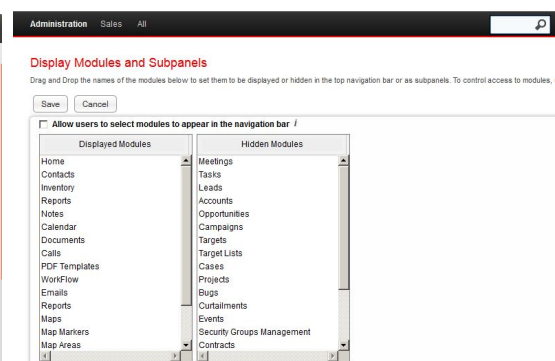 Administration Sales All
Display Modules and Subpanels
Drag and Drop the names of the modules below to set them to be displayed or hidden in the top navigation bar or as subpanels. To control access to modules,
Save Cancel
Allow users to select modules to appear in the navigation bar i
Displayed Modules Hidden Modules
Home Meetings
Contacts Tasks
Inventory Leads
Reports Accounts
Notes Opportunities
Calendar Campaigns
Documents Targets
Calls Target Lists
PDF Templates Cases
WorkFlow Projects
Emails Bugs
Reports Curtailments
Maps Events
Map Markers Security Groups Management
Map Areas Contracts